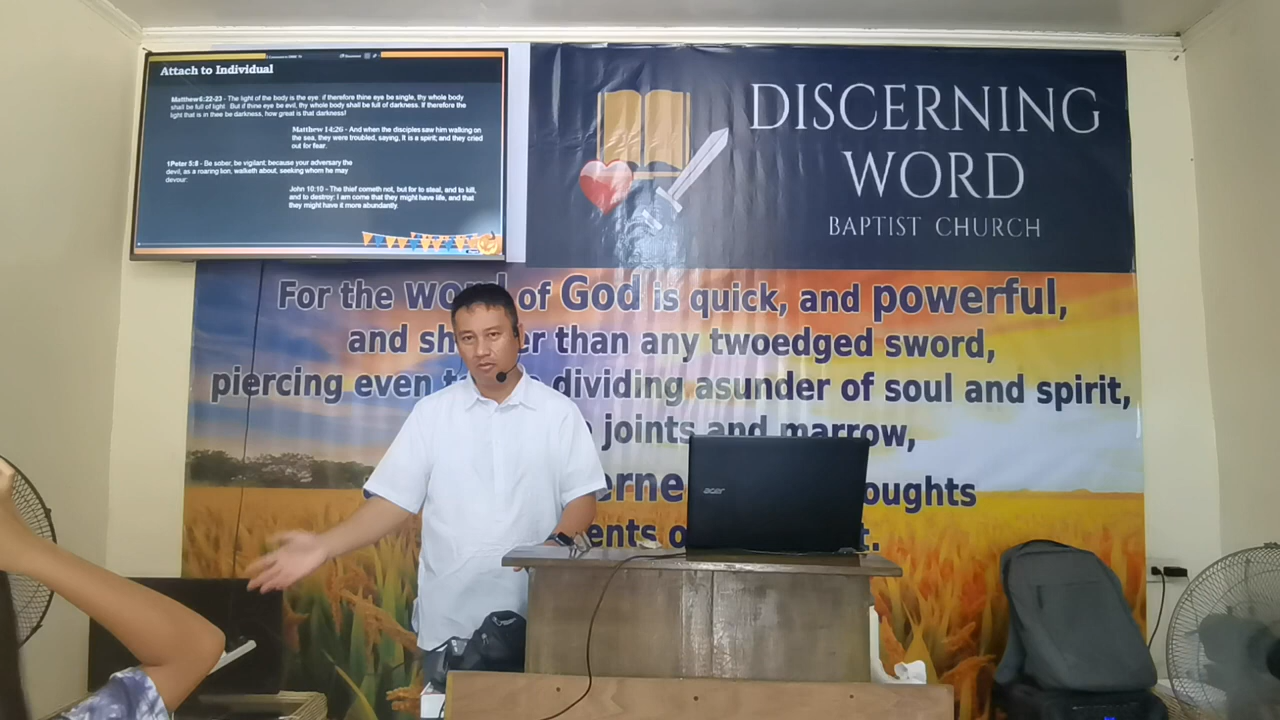 Attach to Individual
Matthew 6:22-23 - The light of the body is the eye: if therefore thine eye be single, thy whole body
shall be full of light. But if thine eye be evil, thy whole body shall be full of darkness. If therefore the
light that is in thee be darkness, how great is that darkness!
Matthew 14:26 - And when the disciples saw him walking on
the sea, they were troubled, saying, It is a spirit; and they cried
out for fear.
1Peter 5:8 - Be sober, be vigilant; because your adversary the
devil, as a roaring lion, walketh about, seeking whom he may
devour:
John 10:10 - The thief cometh not, but for to steal, and to kill,
and to destroy: I am come that they might have life, and that
they might have it more abundantly.
DISCERNING
WORD
BAPTIST CHURCH
For the word of God is quick, and powerful,
and sh er than any twoedged sword,
piercing even dividing asunder of soul and spirit,
joints and marrow,
erne oughts
ents o t.
acer